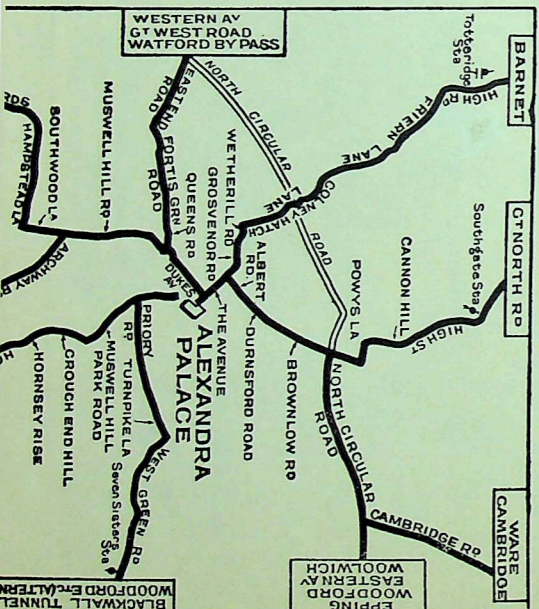 WESTERN AV
GT WEST ROAD
WATFORD BY PASS
BARNET
GT NORTH RD
WARE
CAMBRIDGE
EPPING
WOODFORD
EASTERN AV
WOOLWICH
BLACKWALL TUNNEL
WOODFORD ETC (ALTERN
Totteridge
Sta
HIGH RD
FRIERN LANE
COLNEY HATCH
LANE
NORTH CIRCULAR ROAD
EASTEND
ROAD
FORTIS GRN
ROAD
QUEENS RD
GROSVENOR RD
WETHERILL RD
ALBERT
RD.
THE AVENUE
DUKES
AV
DURNSFORD ROAD
BROWNLOW RD
POWYS LA
CANNON HILL
Southgate Sta
HIGH ST
NORTH CIRCULAR
ROAD
CAMBRIDGE RD
MUSWELL HILL RD
SOUTHWOOD LA
HAMPSTEAD LA
RDS
ARCHWAY
ALEXANDRA
PALACE
PRIORY
RD
TURNPIKE LA
MUSWELL HILL
PARK ROAD
CROUCH END HILL
HORNSEY RISE
HO
WEST GREEN RD
Seven Sisters
Sta